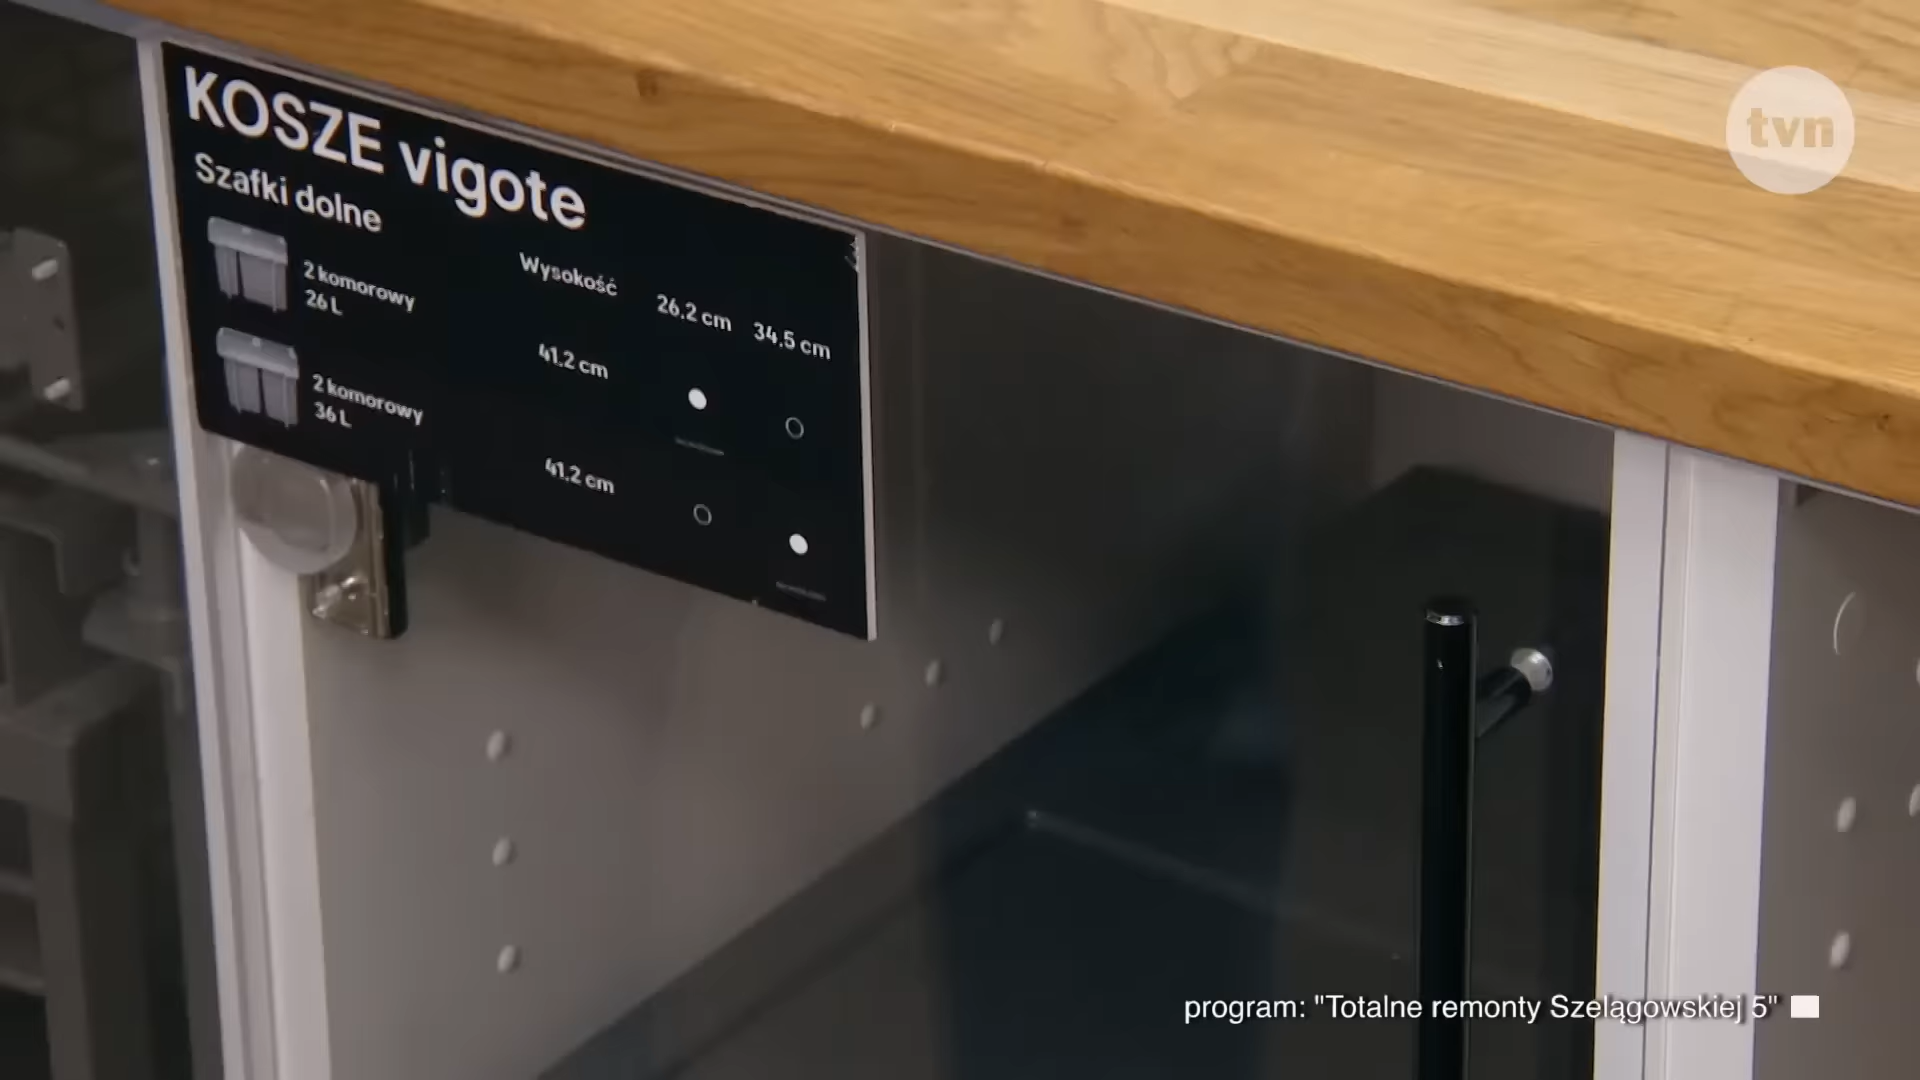 KOSZE vigote
Szafki dolne
Wysokość
26.2 cm
34.5 cm
2 komorowy
26 L
41.2 cm
2 komorowy
36 L
41.2 cm
tvn
program: "Totalne remonty Szelągowskiej 5"